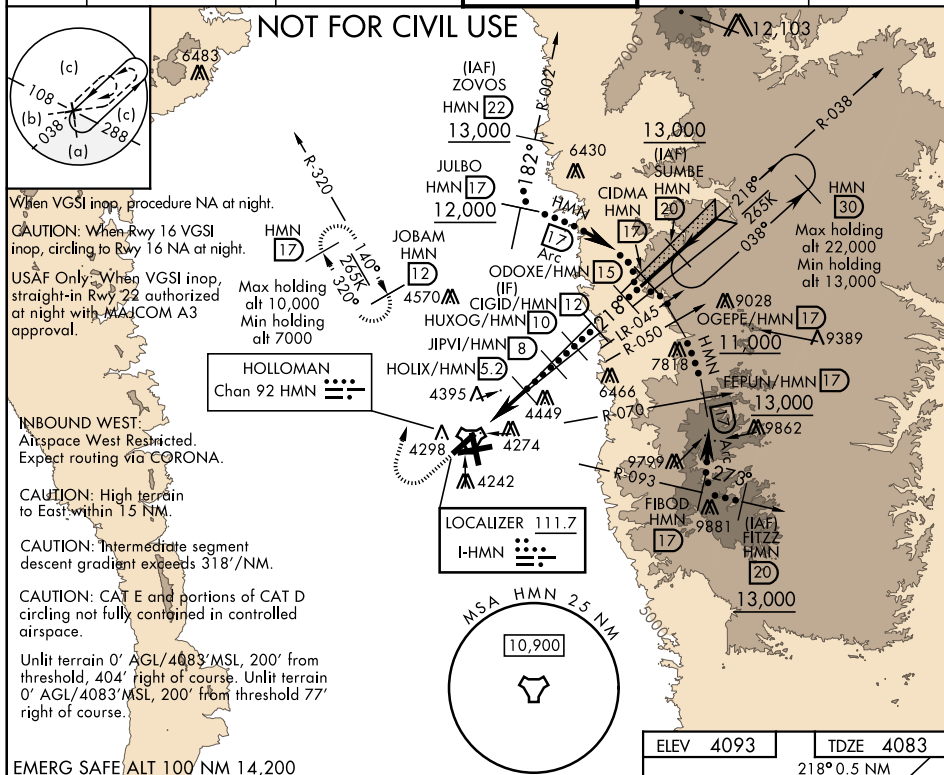 NOT FOR CIVIL USE
(c)
108
(b)
038
(a)
(c)
288
6483
12,103
7000
(IAF)
ZOVOS
HMN 22
13,000
R-002
182°
6430
JULBO
HMN 17
12,000
HMN
17
Arc
13,000
(IAF)
SUMBE
HMN
20
CIDMA
HMN
17
R-038
218°
265K
038°
HMN
30
Max holding
alt 22,000
Min holding
alt 13,000
When VGSI inop, procedure NA at night.
CAUTION: When Rwy 16 VGSI
inop, circling to Rwy 16 NA at night.
USAF Only: When VGSI inop,
straight-in Rwy 22 authorized
at night with MAJCOM A3
approval.
R-320
HMN
17
140°
265K
320°
Max holding
alt 10,000
Min holding
alt 7000
JOBAM
HMN
12
4570
ODOXE/HMN 15
(IF)
CIGID/HMN 12
HUXOG/HMN 10
JIPVI/HMN 8
HOLIX/HMN 5.2
218°
LR-045
R-050
9028
OGEPE/HMN 17
11,000
9389
7818
HMN
FEPUN/HMN 17
13,000
HOLLOMAN
Chan 92 HMN
4395
4449
6466
R-070
17
Arc
9862
4298
4274
4242
9799
R-093
273°
9881
FIBOD
HMN
17
(IAF)
FITZZ
HMN
20
13,000
INBOUND WEST:
Airspace West Restricted.
Expect routing via CORONA.
CAUTION: High terrain
to East within 15 NM.
CAUTION: Intermediate segment
descent gradient exceeds 318'/NM.
CAUTION: CAT E and portions of CAT D
circling not fully contained in controlled
airspace.
Unlit terrain 0' AGL/4083'MSL, 200' from
threshold, 404' right of course. Unlit terrain
0' AGL/4083'MSL, 200' from threshold 77'
right of course.
LOCALIZER 111.7
I-HMN
MSA HMN 25 NM
10,900
5000
EMERG SAFE ALT 100 NM 14,200
ELEV 4093
TDZE 4083
218° 0.5 NM